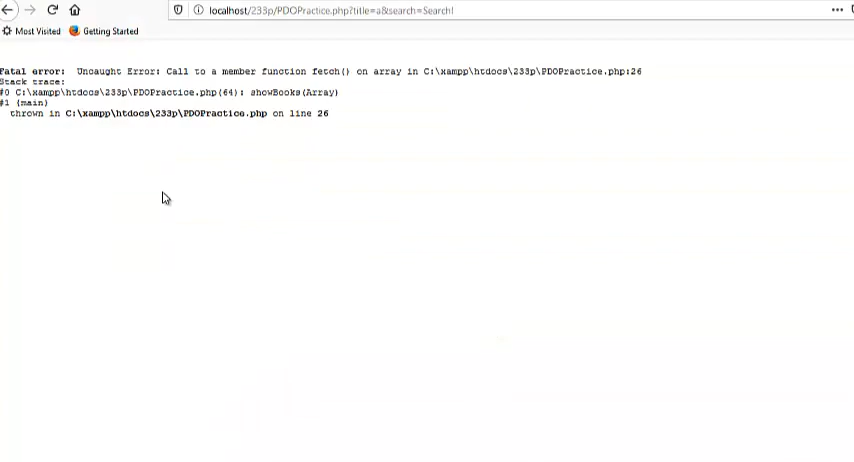 localhost/233p/PDOPractice.php?title=a&search=Search!
Most Visited Getting Started
Fatal error: Uncaught Error: Call to a member function fetch() on array in C:\xampp\htdocs\233p\PDOPractice.php:26
Stack trace:
#0 C:\xampp\htdocs\233p\PDOPractice.php(64): showBooks(Array)
#1 {main}
thrown in C:\xampp\htdocs\233p\PDOPractice.php on line 26